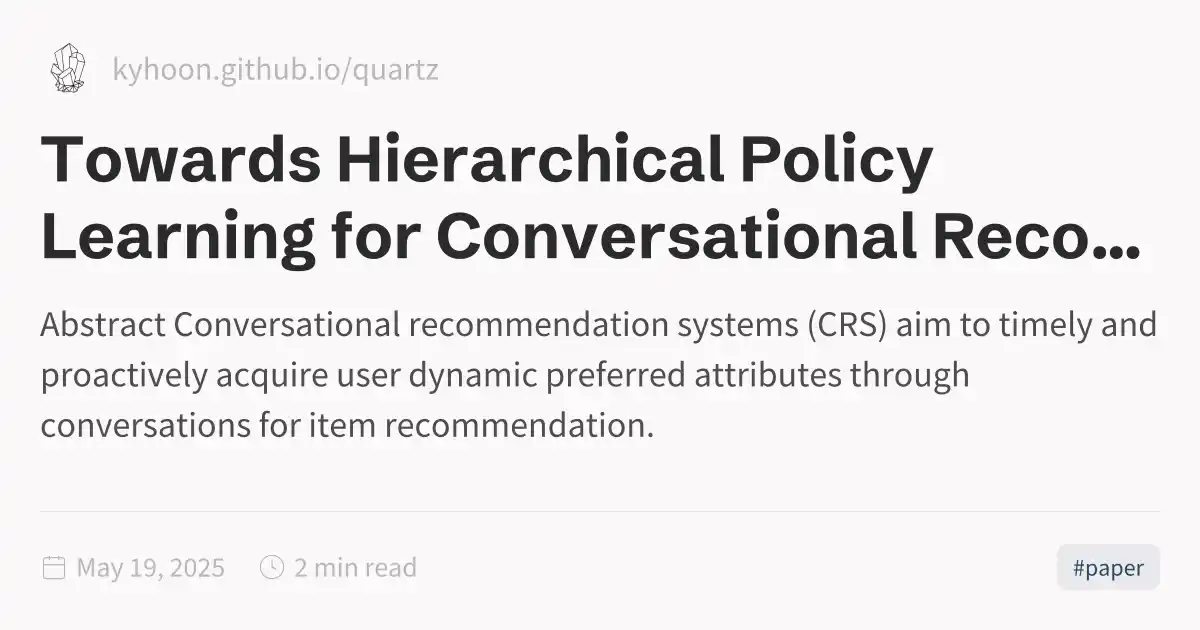 kyhoon.github.io/quartz
Towards Hierarchical Policy
Learning for Conversational Reco...
Abstract Conversational recommendation systems (CRS) aim to timely and
proactively acquire user dynamic preferred attributes through
conversations for item recommendation.
May 19, 2025 2 min read #paper